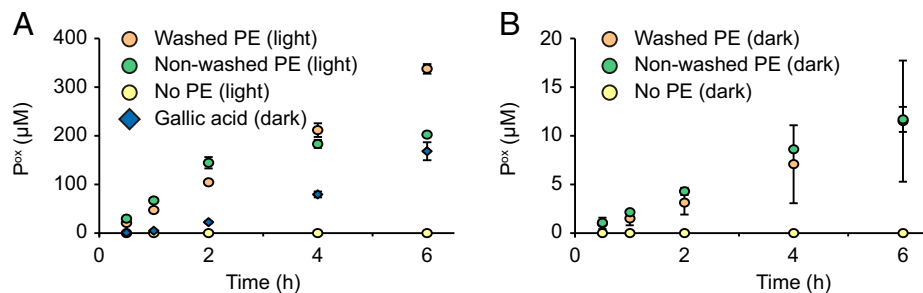 A
400
300
200
100
0
Pᵒˣ (µM)
Washed PE (light)
Non-washed PE (light)
No PE (light)
Gallic acid (dark)
0 2 4 6
Time (h)
B
20
15
10
5
0
Pᵒˣ (µM)
Washed PE (dark)
Non-washed PE (dark)
No PE (dark)
0 2 4 6
Time (h)